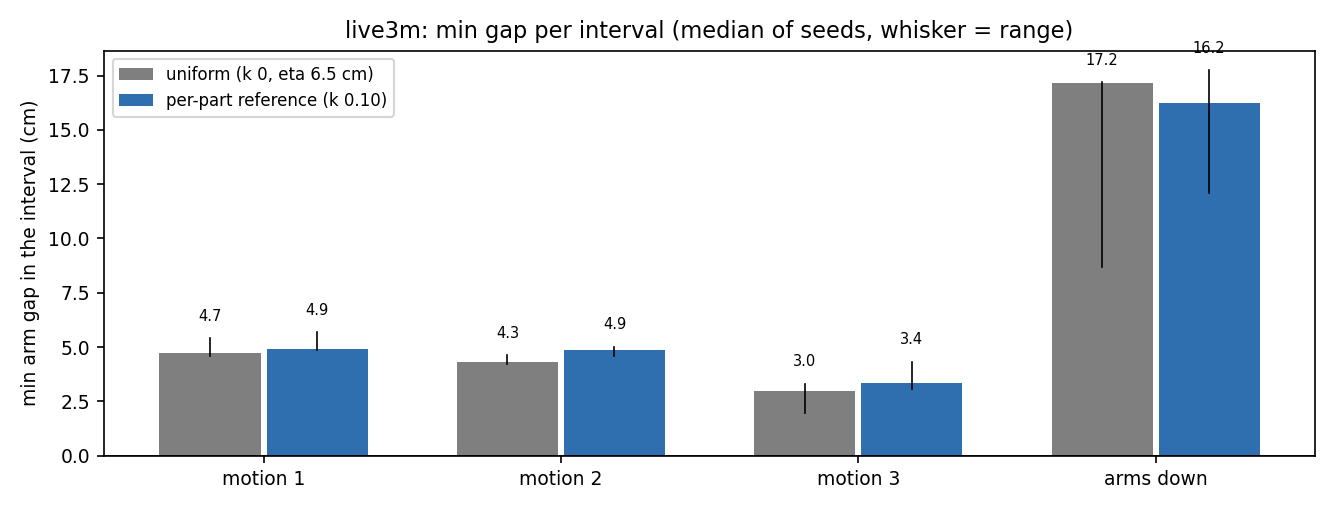 live3m: min gap per interval (median of seeds, whisker = range)
uniform (k 0, eta 6.5 cm)
per-part reference (k 0.10)
min arm gap in the interval (cm)
17.5
15.0
12.5
10.0
7.5
5.0
2.5
0.0
4.7
4.9
4.3
4.9
3.0
3.4
17.2
16.2
motion 1
motion 2
motion 3
arms down